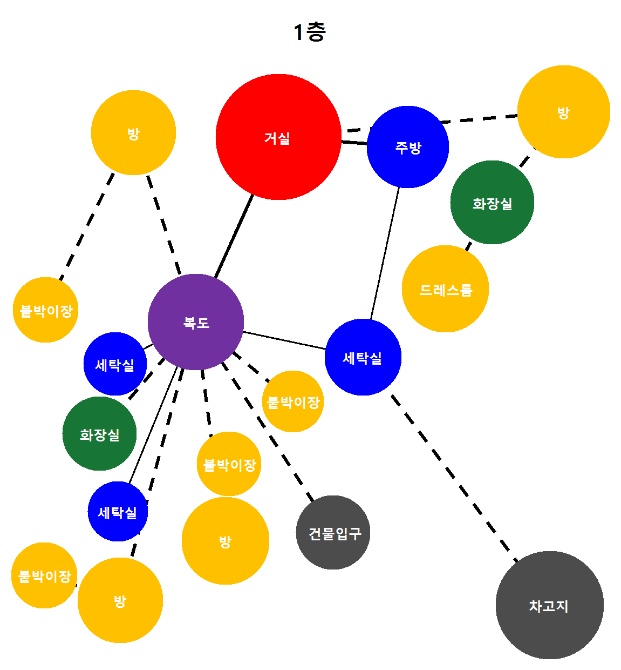 1층
거실
방
방
주방
화장실
드레스룸
붙박이장
복도
세탁실
세탁실
붙박이장
화장실
붙박이장
세탁실
건물입구
방
붙박이장
방
차고지